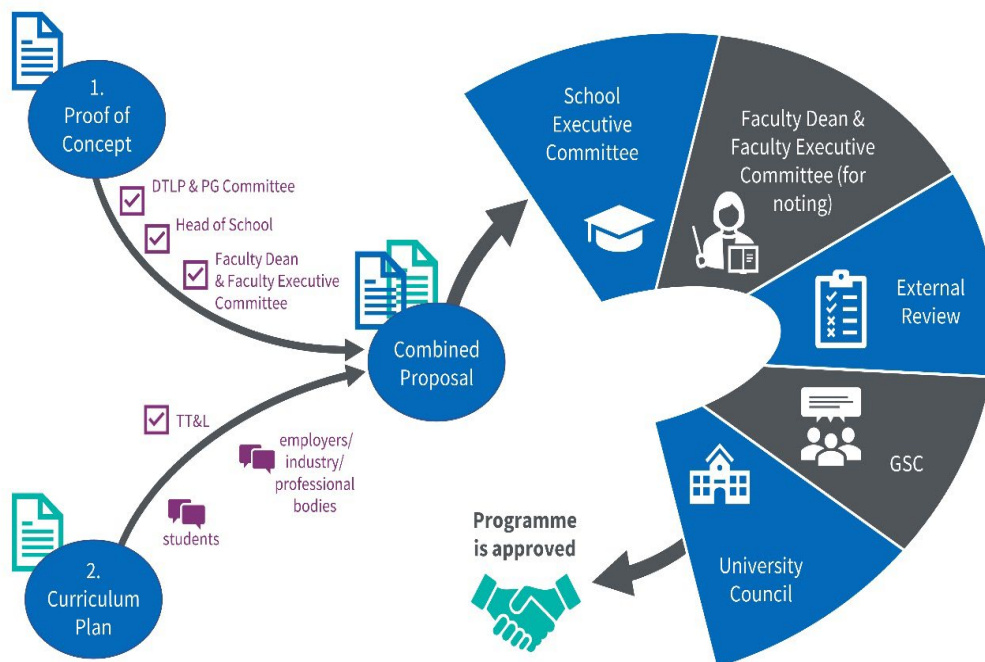 1.
Proof of
Concept
DTLP & PG Committee
Head of School
Faculty Dean
& Faculty Executive
Committee
Combined
Proposal
TT&L
employers/
industry/
professional
bodies
students
2.
Curriculum
Plan
School
Executive
Committee
Faculty Dean &
Faculty Executive
Committee (for
noting)
External
Review
GSC
University
Council
Programme
is approved